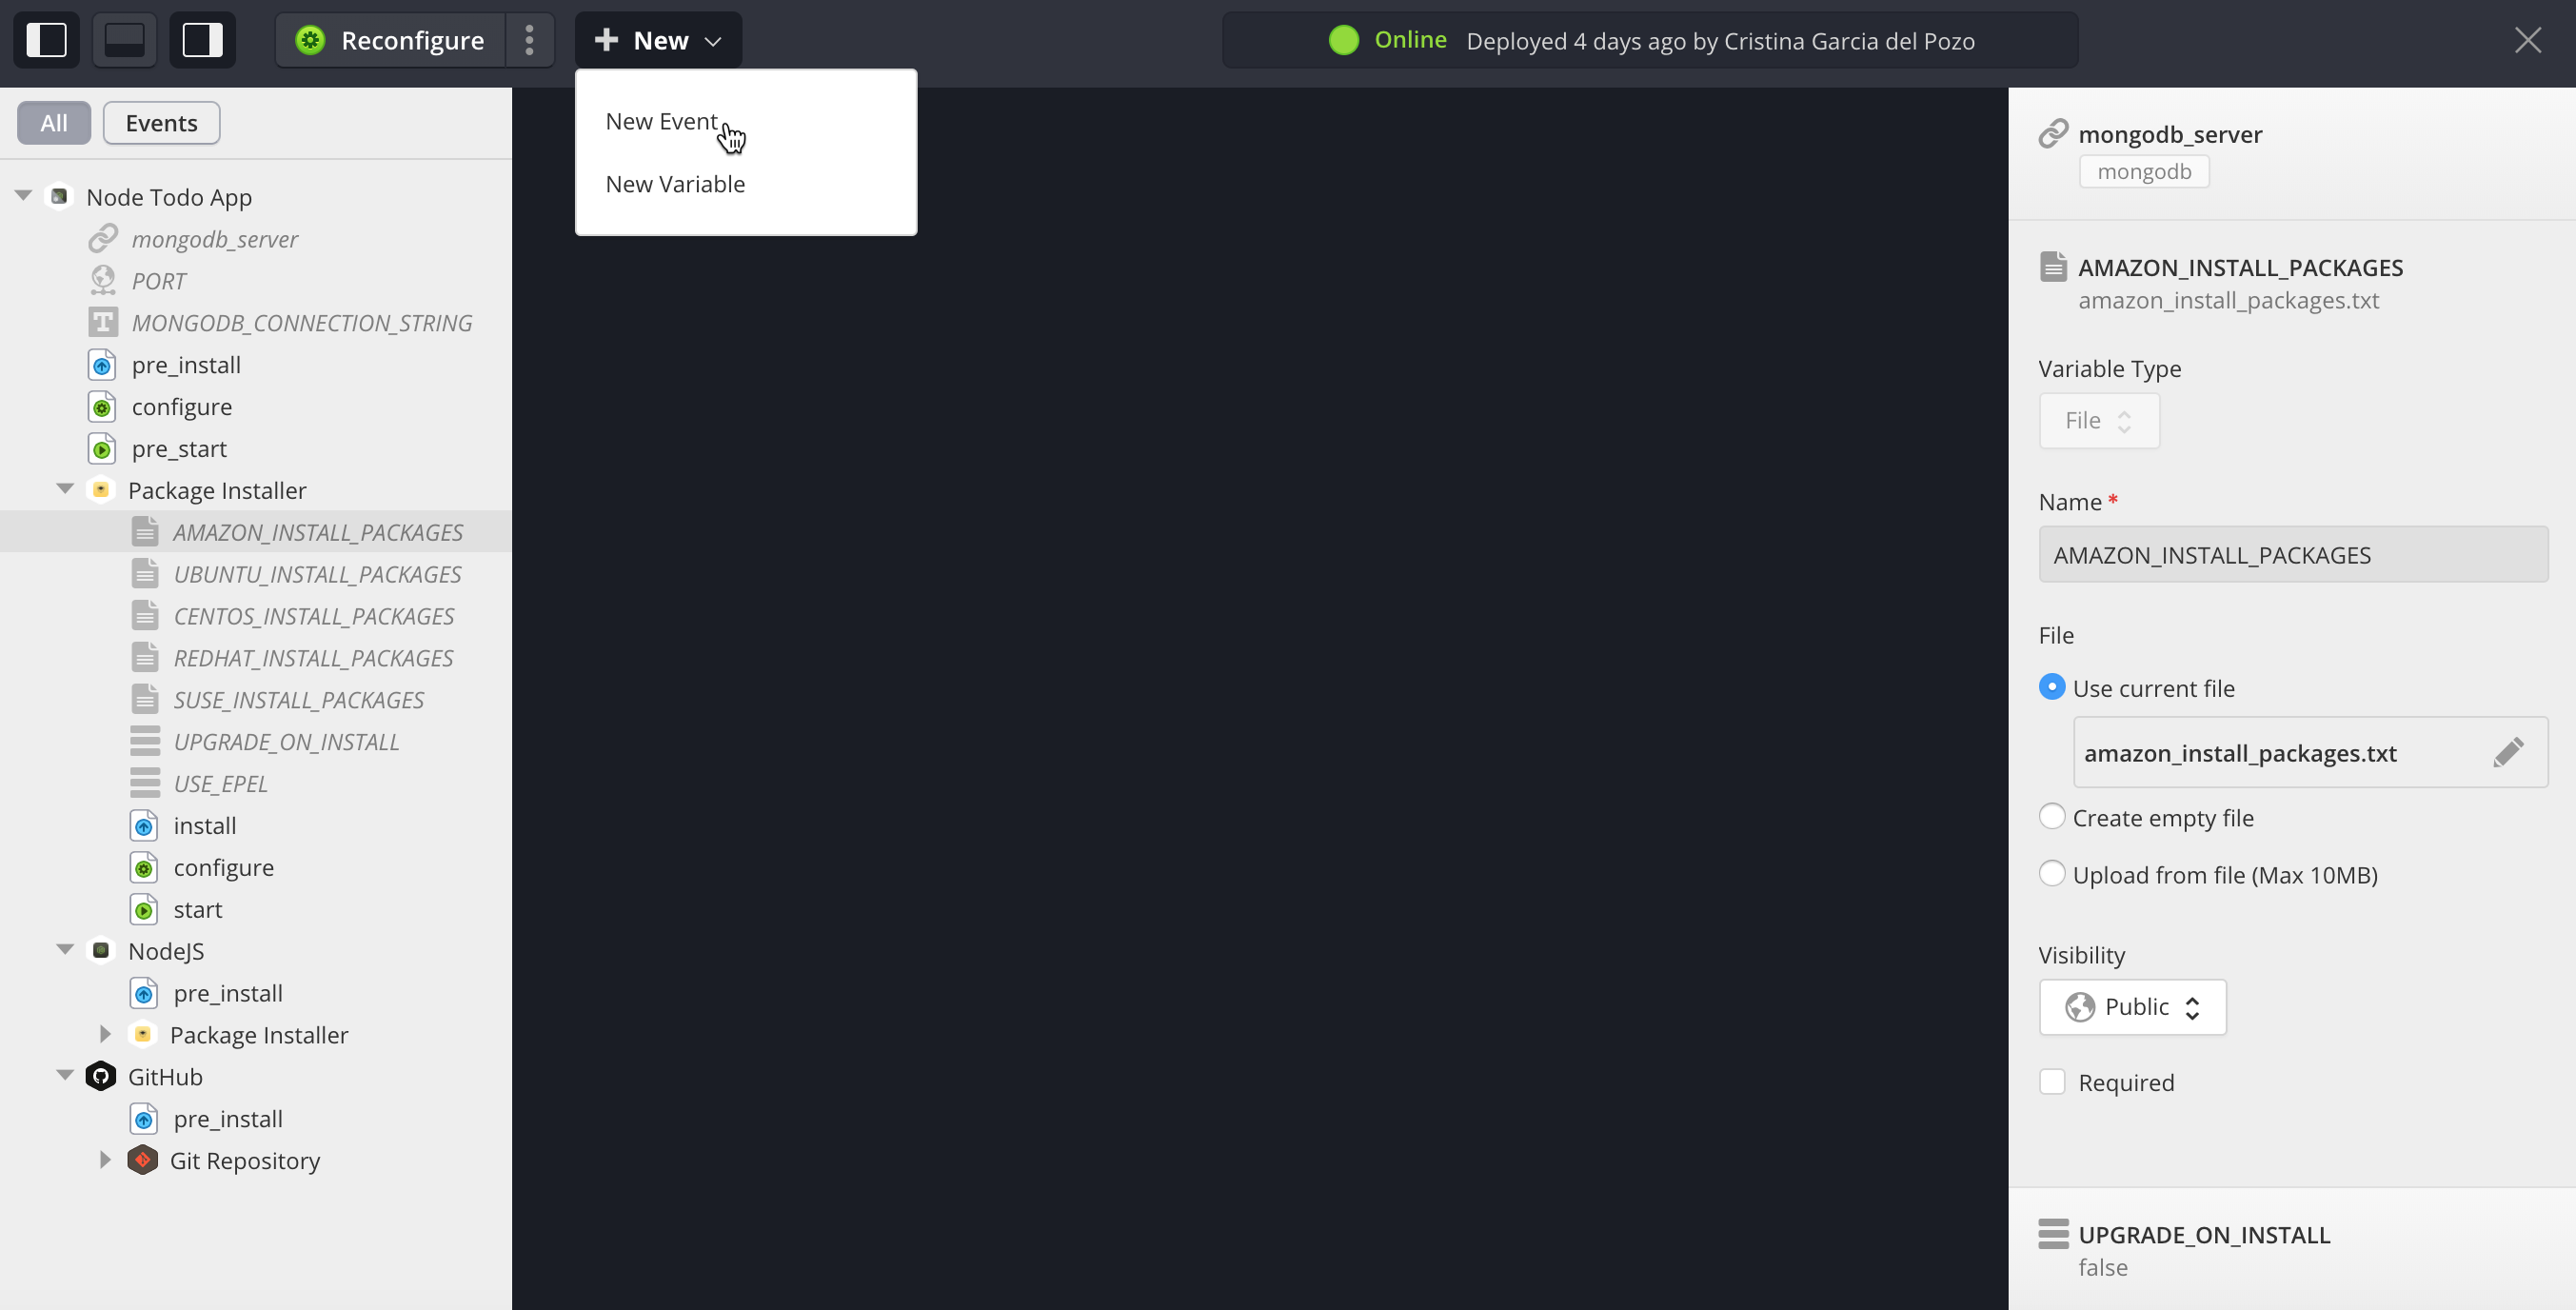 Reconfigure
New
Online Deployed 4 days ago by Cristina Garcia del Pozo
New Event
New Variable
All Events
Node Todo App
mongodb_server
PORT
MONGODB_CONNECTION_STRING
pre_install
configure
pre_start
Package Installer
AMAZON_INSTALL_PACKAGES
UBUNTU_INSTALL_PACKAGES
CENTOS_INSTALL_PACKAGES
REDHAT_INSTALL_PACKAGES
SUSE_INSTALL_PACKAGES
UPGRADE_ON_INSTALL
USE_EPEL
install
configure
start
NodeJS
pre_install
Package Installer
GitHub
pre_install
Git Repository
mongodb_server
mongodb
AMAZON_INSTALL_PACKAGES
amazon_install_packages.txt
Variable Type
File
Name *
AMAZON_INSTALL_PACKAGES
File
Use current file
amazon_install_packages.txt
Create empty file
Upload from file (Max 10MB)
Visibility
Public
Required
UPGRADE_ON_INSTALL
false